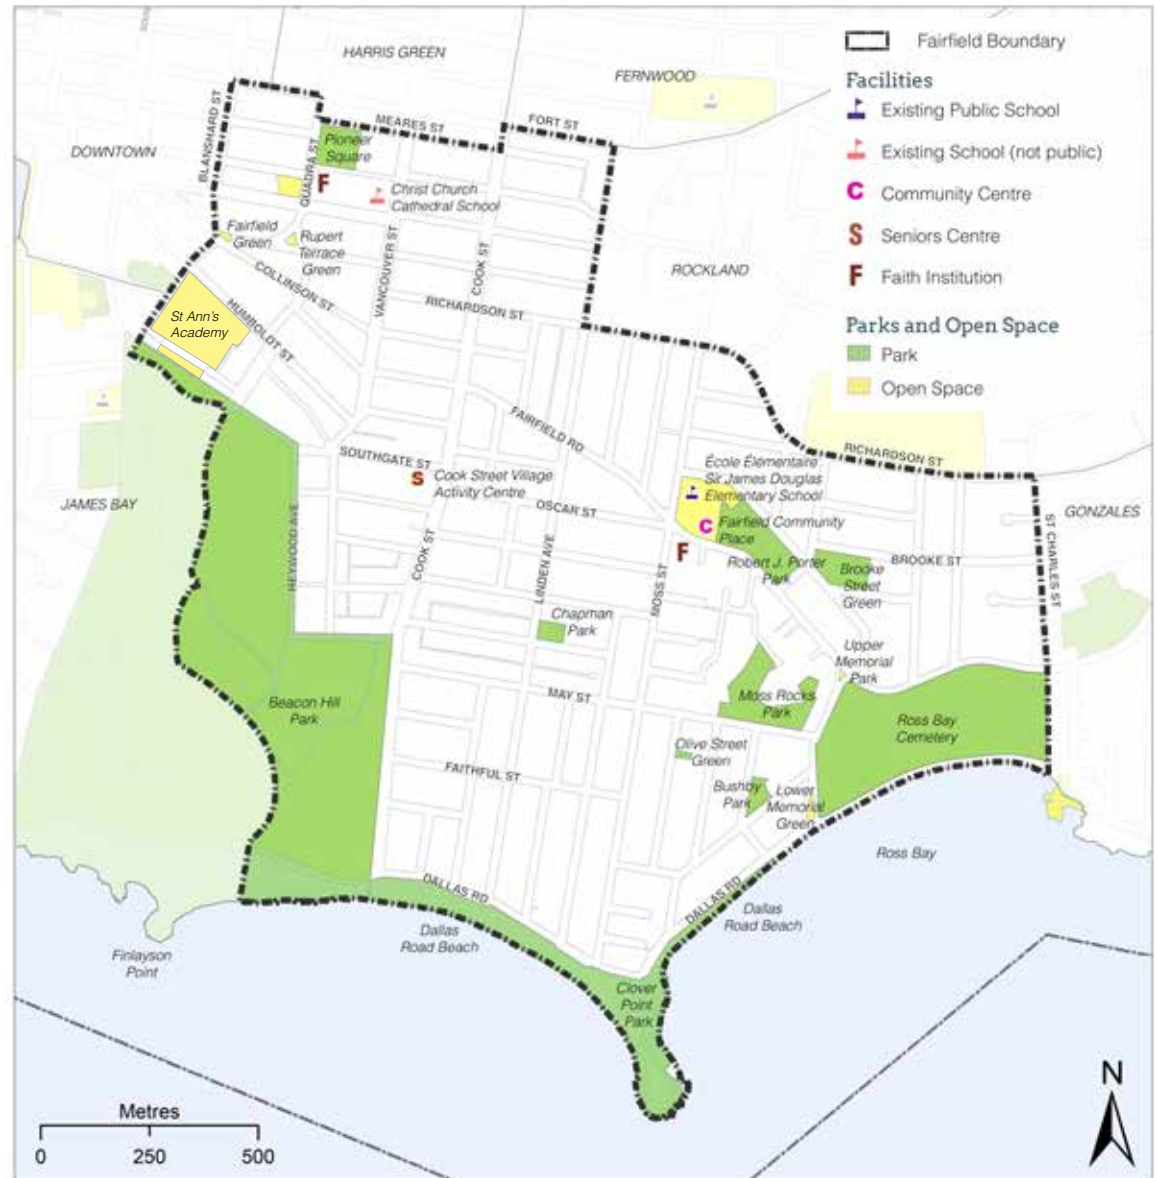 HARRIS GREEN
FERNWOOD
DOWNTOWN
BLANSHARD ST
MEARES ST
FORT ST
Pioneer
Square
QUADRA ST
F
Christ Church
Cathedral School
Fairfield
Green
Rupert
Terrace
Green
COLLINSON ST
VANCOUVER ST
COOK ST
ROCKLAND
RICHARDSON ST
St Ann's
Academy
HUMBOLDT ST
FAIRFIELD RD
RICHARDSON ST
SOUTHGATE ST
S
Cook Street Village
Activity Centre
École Élémentaire
Sir James Douglas
Elementary School
JAMES BAY
GONZALES
OSCAR ST
C
Fairfield Community
Place
HEYWOOD AVE
COOK ST
LINDEN AVE
F
MOSS ST
Robert J. Porter
Park
Brooke
Street
Green
BROOKE ST
ST CHARLES ST
Chapman
Park
Upper
Memorial
Park
Beacon Hill
Park
MAY ST
Moss Rocks
Park
Ross Bay
Cemetery
Olive Street
Green
FAITHFUL ST
Bushby
Park
Lower
Memorial
Green
Ross Bay
DALLAS RD
DALLAS RD
Dallas
Road Beach
Dallas
Road Beach
Finlayson
Point
Clover
Point
Park
Fairfield Boundary
Facilities
Existing Public School
Existing School (not public)
C Community Centre
S Seniors Centre
F Faith Institution
Parks and Open Space
Park
Open Space
Metres
0 250 500
N